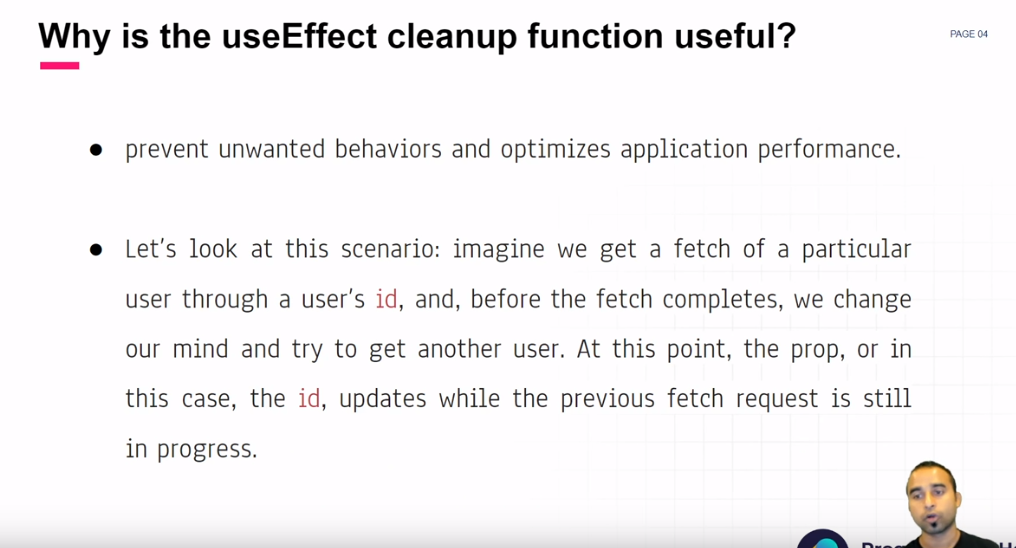 Why is the useEffect cleanup function useful?
PAGE 04
● prevent unwanted behaviors and optimizes application performance.
● Let's look at this scenario: imagine we get a fetch of a particular
user through a user's id, and, before the fetch completes, we change
our mind and try to get another user. At this point, the prop, or in
this case, the id, updates while the previous fetch request is still
in progress.